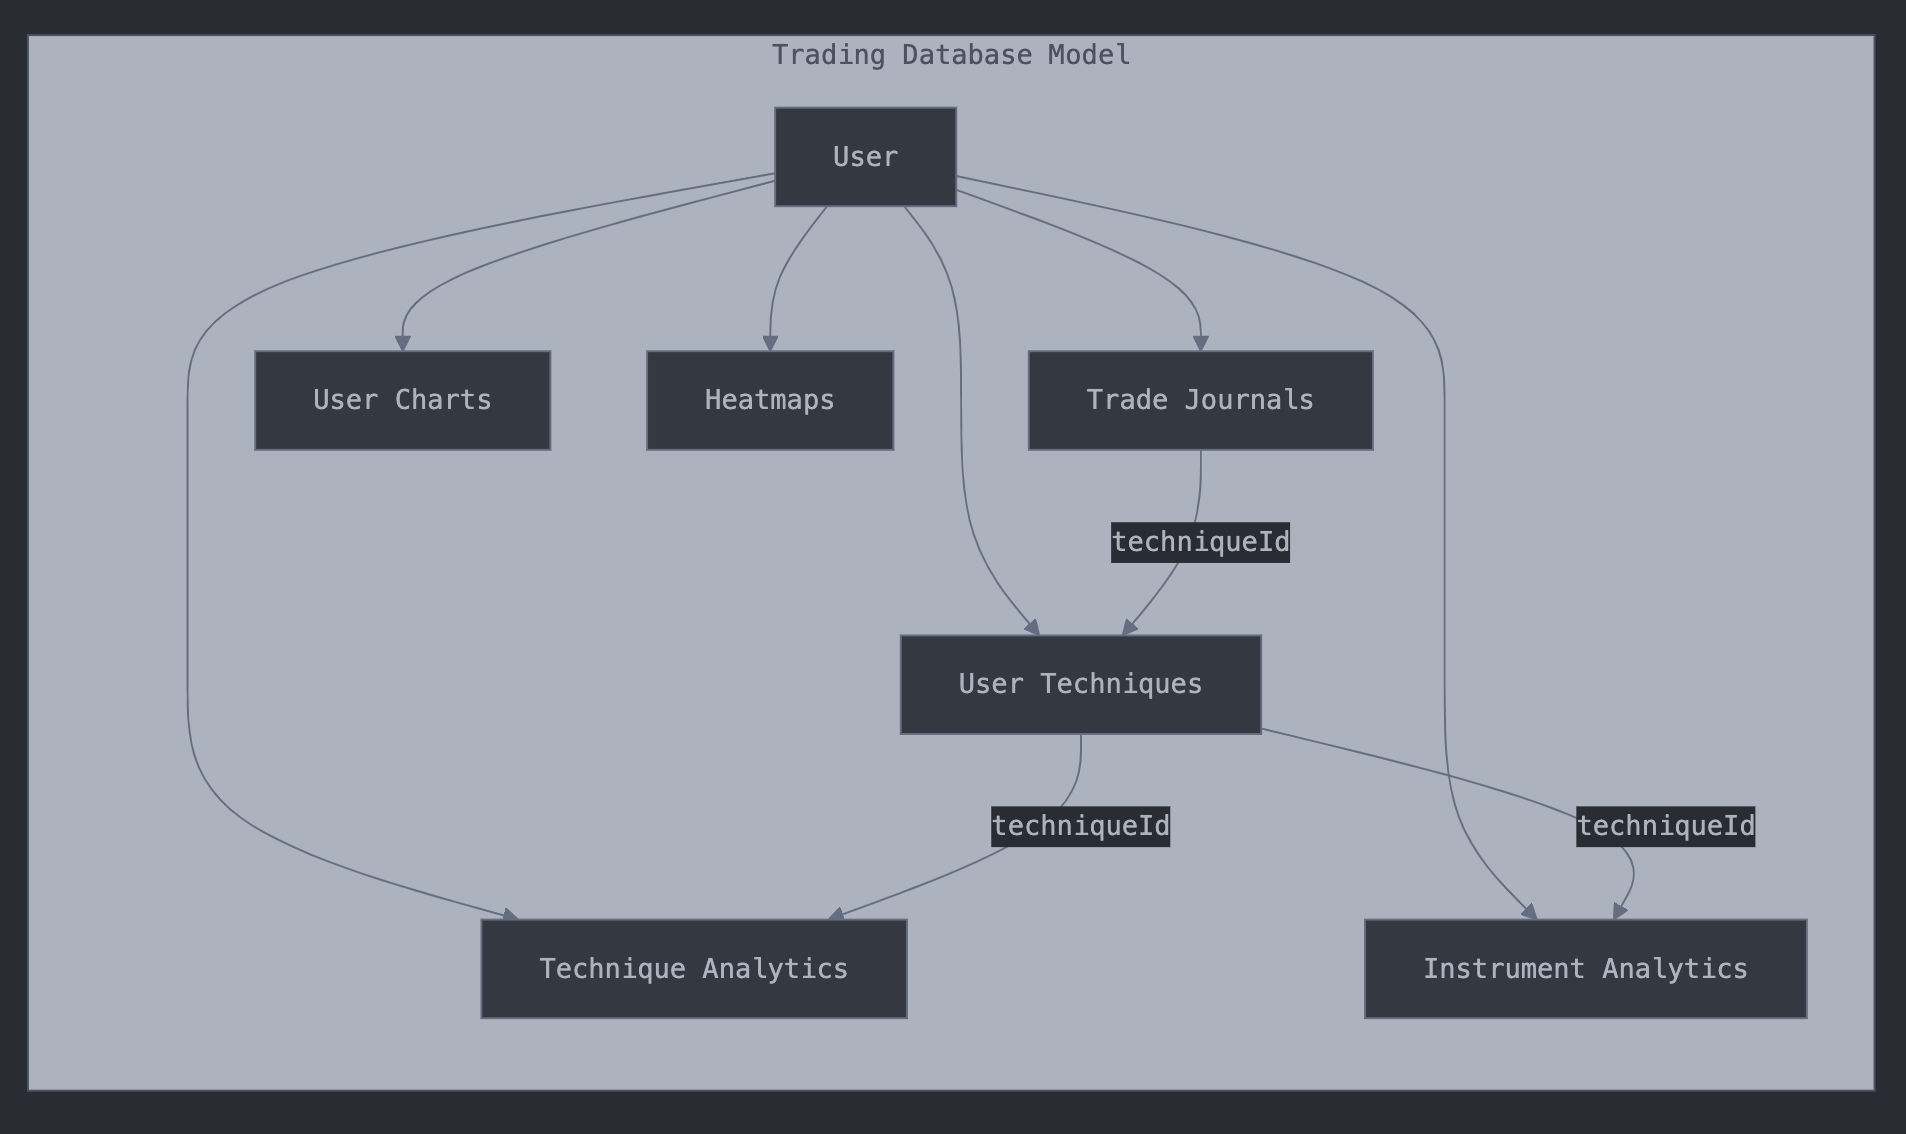 Trading Database Model
User
User Charts
Heatmaps
Trade Journals
techniqueId
User Techniques
techniqueId
techniqueId
Technique Analytics
Instrument Analytics